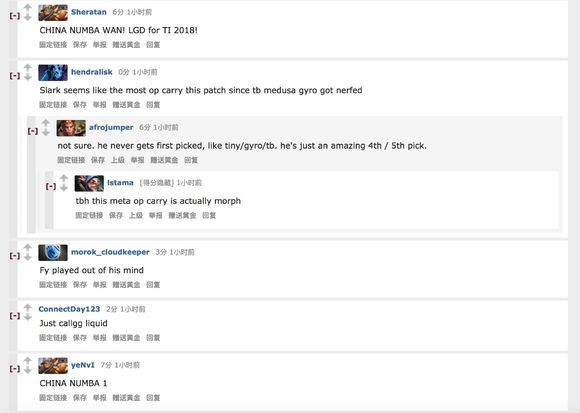 [-] Sheratan 6分 1小时前
CHINA NUMBA WAN! LGD for TI 2018!
固定链接 保存 举报 赠送黄金 回复
[-] hendralisk 0分 1小时前
Slark seems like the most op carry this patch since tb medusa gyro got nerfed
固定链接 保存 举报 赠送黄金 回复
[-] afrojumper 6分 1小时前
not sure. he never gets first picked, like tiny/gyro/tb. he's just an amazing 4th / 5th pick.
固定链接 保存 上级 举报 赠送黄金 回复
[-] lstama [得分隐藏] 1小时前
tbh this meta op carry is actually morph
固定链接 保存 上级 举报 赠送黄金 回复
[-] morok_cloudkeeper 3分 1小时前
Fy played out of his mind
固定链接 保存 举报 赠送黄金 回复
[-] ConnectDay123 2分 1小时前
Just callgg liquid
固定链接 保存 举报 赠送黄金 回复
[-] yeNvI 7分 1小时前
CHINA NUMBA 1
固定链接 保存 举报 赠送黄金 回复